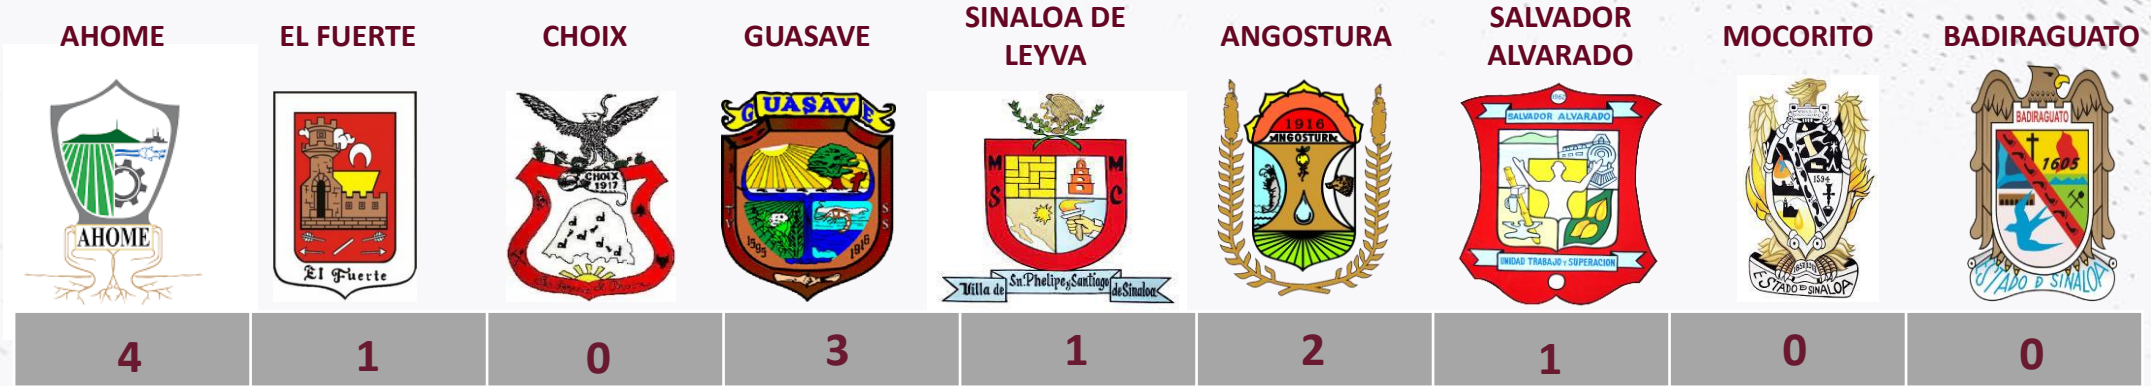 AHOME
EL FUERTE
CHOIX
GUASAVE
SINALOA DE
LEYVA
ANGOSTURA
SALVADOR
ALVARADO
MOCORITO
BADIRAGUATO
AHOME
El Fuerte
CHOIX
1917
GUASAVE
1595
1916
M M
S C
Villa de Sn. Phelipe y Santiago de Sinaloa
1916
ANGOSTURA
1962
SALVADOR ALVARADO
UNIDAD TRABAJO Y SUPERACION
1594
ESTADO D SINALOA
BADIRAGUATO
1605
ESTADO D SINALOA
4
1
0
3
1
2
1
0
0